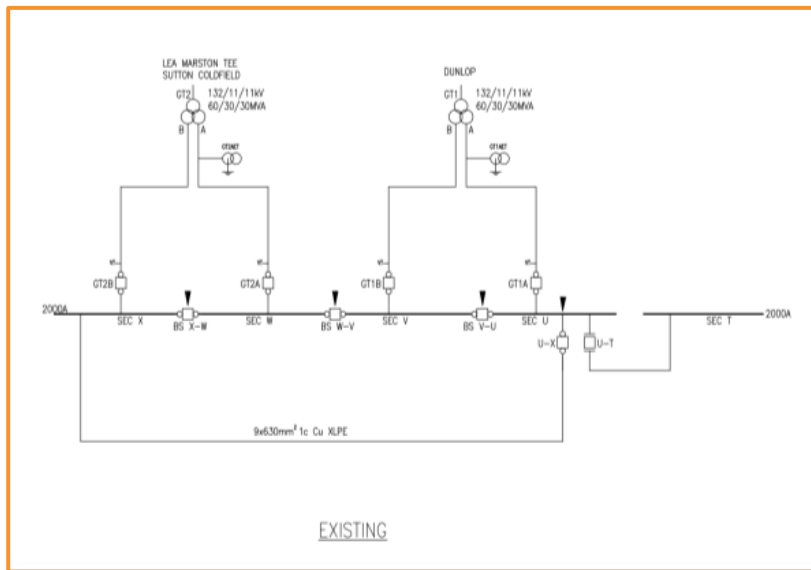 LEA MARSTON TEE
SUTTON COLDFIELD
GT2
132/11/11kV
60/30/30MVA
B
A
DUNLOP
GT1
132/11/11kV
60/30/30MVA
B
A
GT2B
GT2A
GT1B
GT1A
2000A
SEC X
BS X-W
SEC W
BS W-V
SEC V
BS V-U
SEC U
U-X
U-T
SEC T
2000A
9x630mm² 1c Cu XLPE
EXISTING